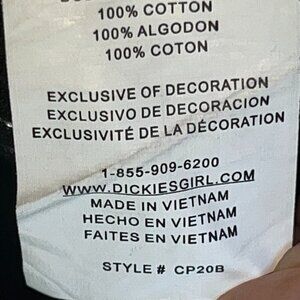 100% COTTON
100% ALGODON
100% COTON
EXCLUSIVE OF DECORATION
EXCLUSIVO DE DECORACION
EXCLUSIVITÉ DE LA DÉCORATION
1-855-909-6200
WWW.DICKIESGIRL.COM
MADE IN VIETNAM
HECHO EN VIETNAM
FAITES EN VIETNAM
STYLE # CP20B